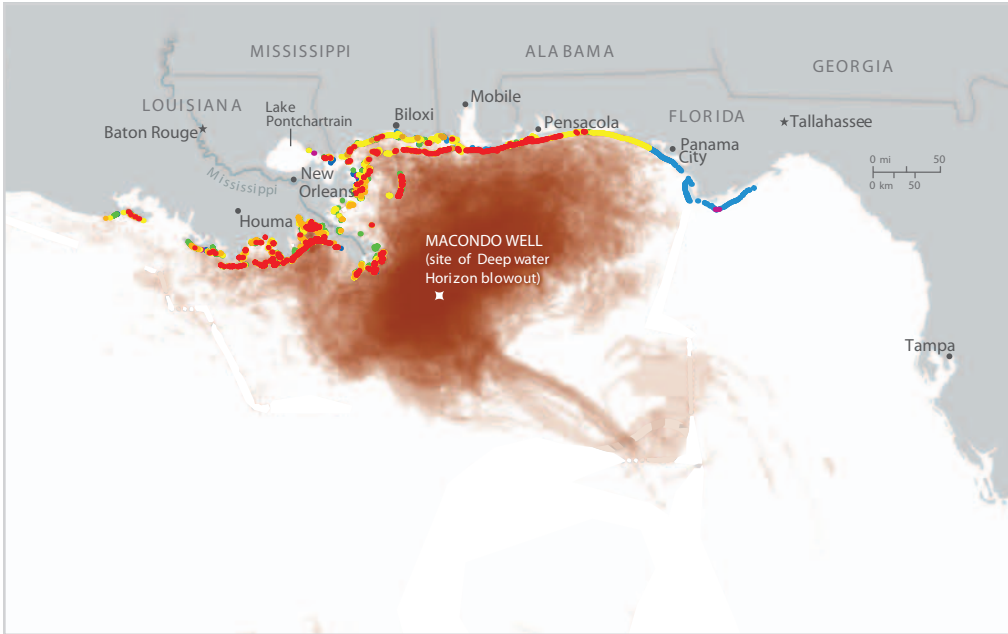 MISSISSIPPI
ALABAMA
GEORGIA
LOUISIANA
Baton Rouge
Lake
Pontchartrain
Biloxi
Mobile
Pensacola
FLORIDA
Tallahassee
Panama
City
0 mi 50
0 km 50
Mississippi
New
Orleans
Houma
MACONDO WELL
(site of Deep water
Horizon blowout)
Tampa